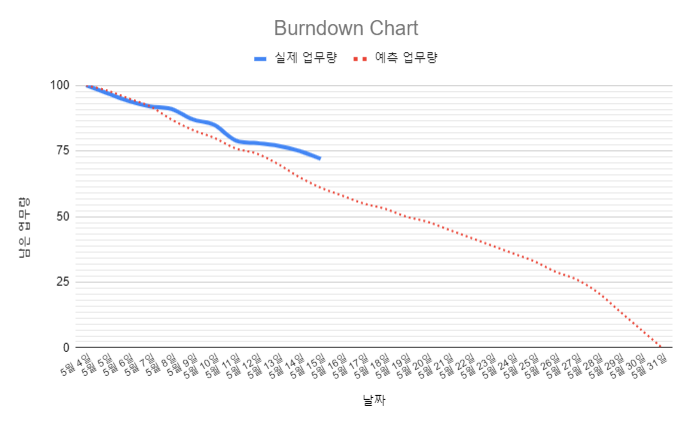 Burndown Chart
실제 업무량 예측 업무량
100
75
50
25
0
남은 업무량
5월 4일 5월 5일 5월 6일 5월 7일 5월 8일 5월 9일 5월 10일 5월 11일 5월 12일 5월 13일 5월 14일 5월 15일 5월 16일 5월 17일 5월 18일 5월 19일 5월 20일 5월 21일 5월 22일 5월 23일 5월 24일 5월 25일 5월 26일 5월 27일 5월 28일 5월 29일 5월 30일 5월 31일
날짜